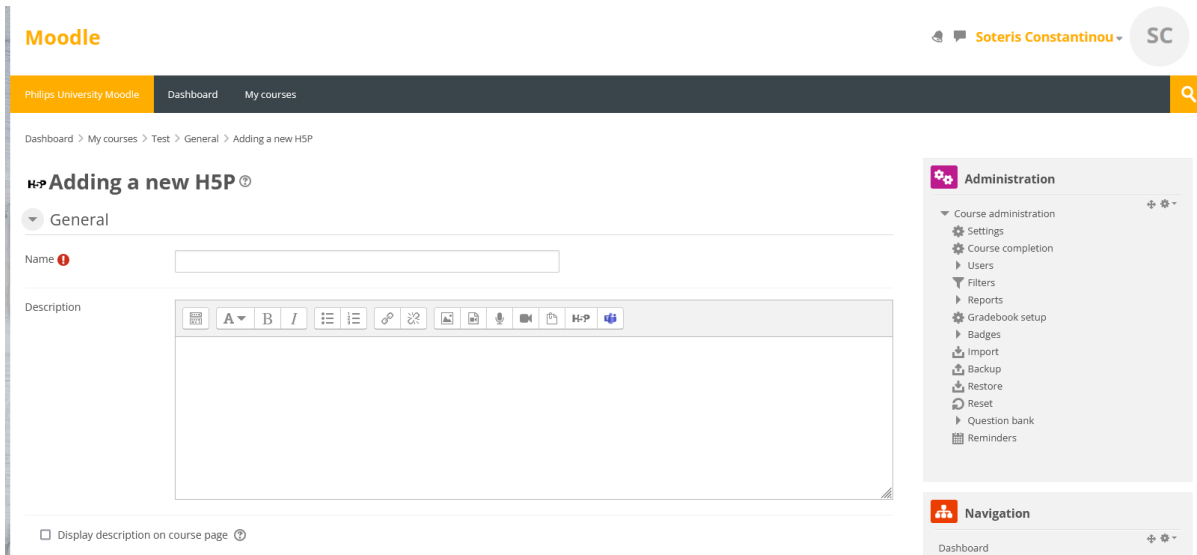 Moodle
Soteris Constantinou
SC
Philips University Moodle Dashboard My courses
Dashboard > My courses > Test > General > Adding a new H5P
H-P Adding a new H5P
General
Name
Description
A B I H-P
Display description on course page
Administration
Course administration
Settings
Course completion
Users
Filters
Reports
Gradebook setup
Badges
Import
Backup
Restore
Reset
Question bank
Reminders
Navigation
Dashboard